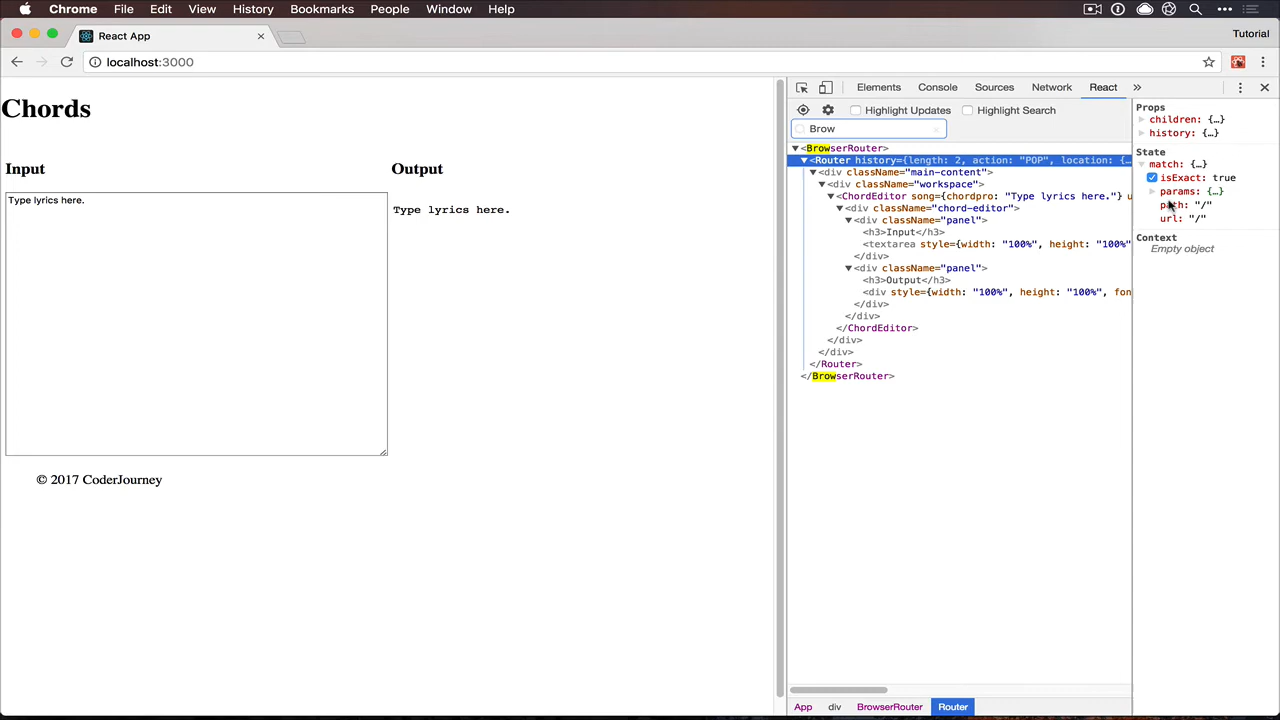 Chrome File Edit View History Bookmarks People Window Help
React App
Tutorial
localhost:3000
Chords
Input
Output
Type lyrics here.
Type lyrics here.
© 2017 CoderJourney
Elements Console Sources Network React »
Highlight Updates Highlight Search
Brow
<BrowserRouter>
<Router history={length: 2, action: "POP", location: {…
<div className="main-content">
<div className="workspace">
<ChordEditor song={chordpro: "Type lyrics here."} u
<div className="chord-editor">
<div className="panel">
<h3>Input</h3>
<textarea style={width: "100%", height: "100%"
</div>
<div className="panel">
<h3>Output</h3>
<div style={width: "100%", height: "100%", fon
</div>
</div>
</ChordEditor>
</div>
</div>
</Router>
</BrowserRouter>
App div BrowserRouter Router
Props
children: {…}
history: {…}
State
match: {…}
isExact: true
params: {…}
path: "/"
url: "/"
Context
Empty object